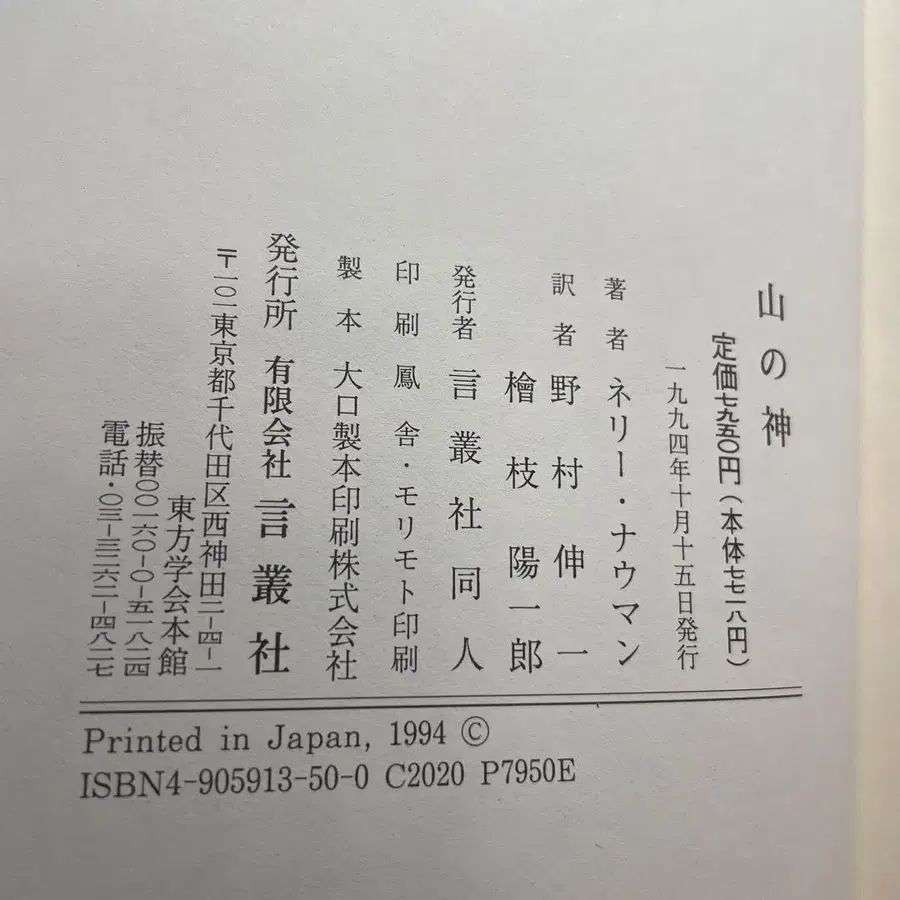 山の神
定価七九五〇円(本体七七一八円)
一九九四年十月十五日発行
著者 ネリー・ナウマン
訳者 野村伸一
檜枝陽一郎
発行者 言叢社同人
印刷 鳳舎・モリモト印刷
製本 大口製本印刷株式会社
発行所 有限会社 言叢社
〒一〇一東京都千代田区西神田二-四-一
東方学会本館
振替〇〇一六〇-〇-五一八二四
電話・〇三-三二六二-四八二七
Printed in Japan, 1994 ©
ISBN4-905913-50-0 C2020 P7950E